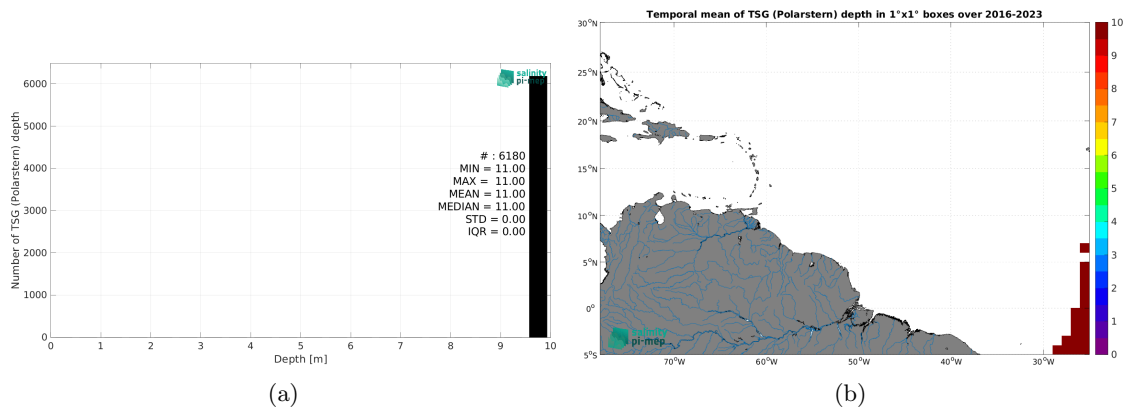 Temporal mean of TSG (Polarstern) depth in 1°x1° boxes over 2016-2023
Number of TSG (Polarstern) depth
6000
5000
4000
3000
2000
1000
0
salinity
pi-mep
# : 6180
MIN = 11.00
MAX = 11.00
MEAN = 11.00
MEDIAN = 11.00
STD = 0.00
IQR = 0.00
0 1 2 3 4 5 6 7 8 9 10
Depth [m]
(a)
30°N
25°N
20°N
15°N
10°N
5°N
0°
5°S
salinity
pi-mep
70°W 60°W 50°W 40°W 30°W
10
9
8
7
6
5
4
3
2
1
0
(b)